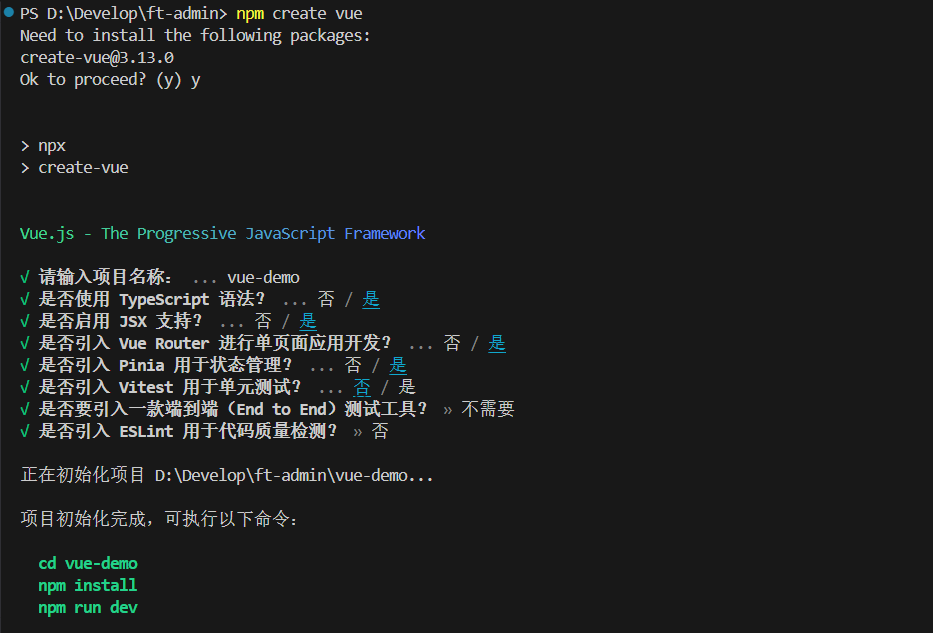 PS D:\Develop\ft-admin> npm create vue
Need to install the following packages:
create-vue@3.13.0
Ok to proceed? (y) y
> npx
> create-vue
Vue.js - The Progressive JavaScript Framework
√ 请输入项目名称： ... vue-demo
√ 是否使用 TypeScript 语法？ ... 否 / 是
√ 是否启用 JSX 支持？ ... 否 / 是
√ 是否引入 Vue Router 进行单页面应用开发？ ... 否 / 是
√ 是否引入 Pinia 用于状态管理？ ... 否 / 是
√ 是否引入 Vitest 用于单元测试？ ... 否 / 是
√ 是否要引入一款端到端（End to End）测试工具？ » 不需要
√ 是否引入 ESLint 用于代码质量检测？ » 否
正在初始化项目 D:\Develop\ft-admin\vue-demo...
项目初始化完成，可执行以下命令：
cd vue-demo
npm install
npm run dev